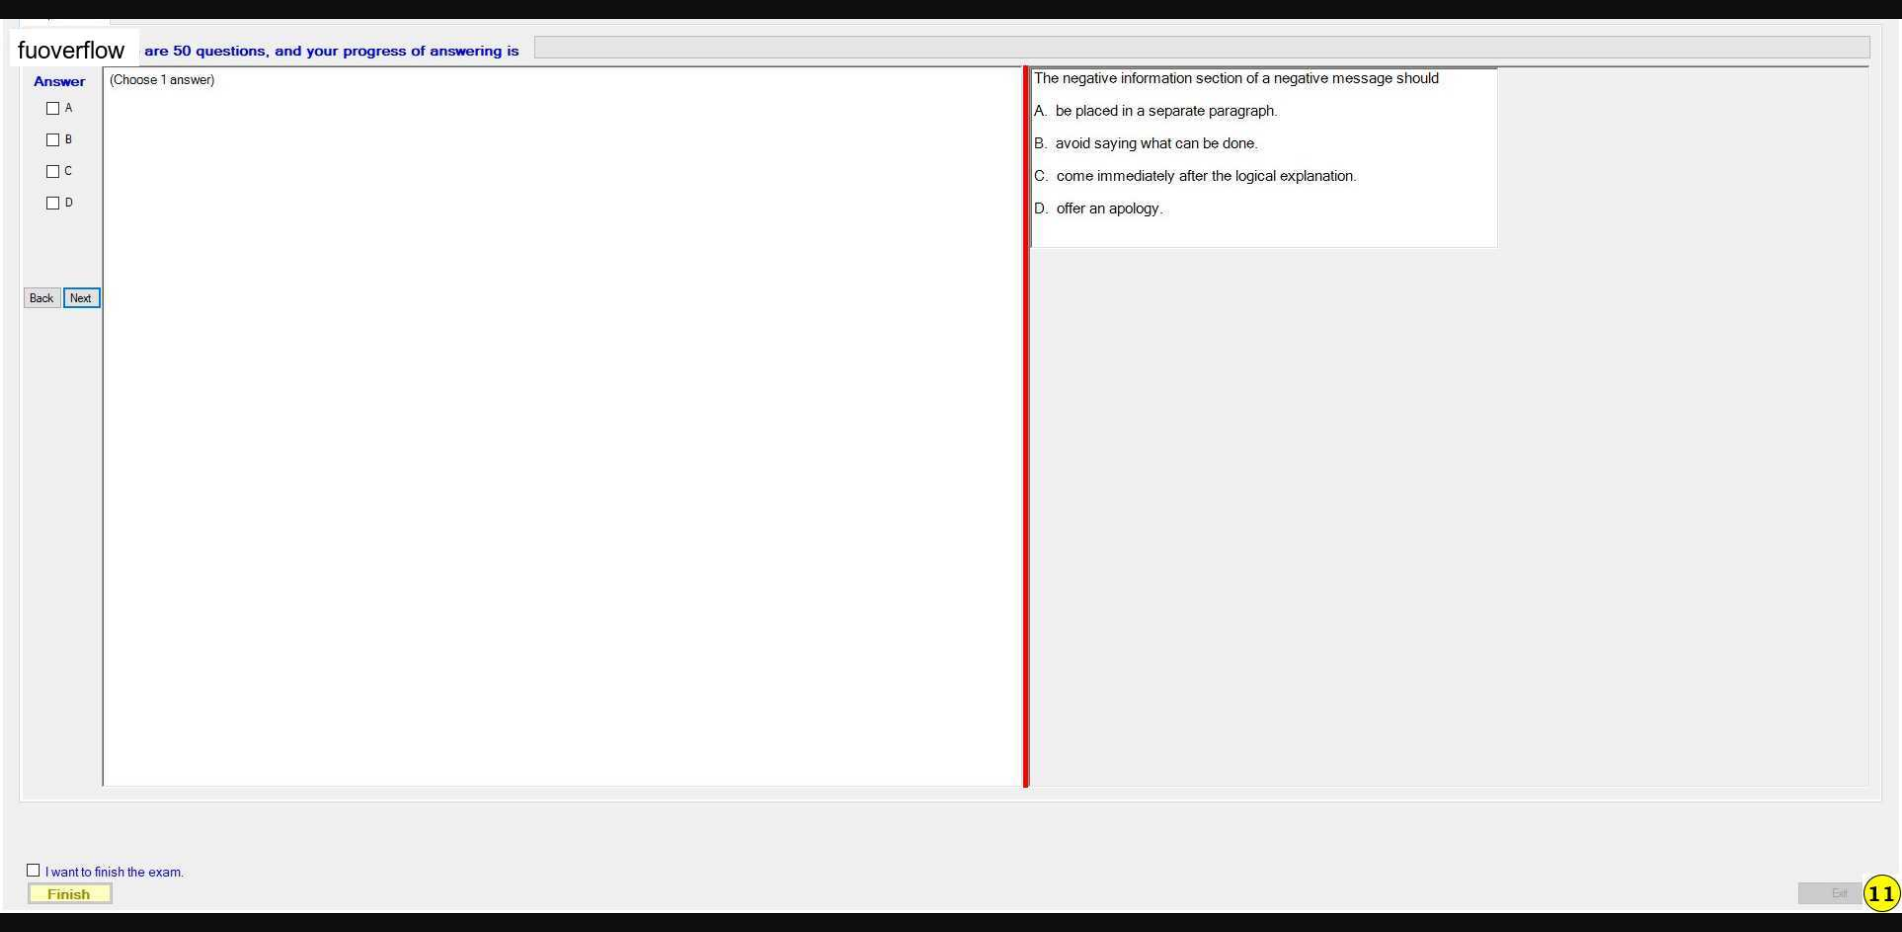 fuoverflow are 50 questions, and your progress of answering is
Answer
(Choose 1 answer)
A
B
C
D
Back Next
The negative information section of a negative message should
A. be placed in a separate paragraph.
B. avoid saying what can be done.
C. come immediately after the logical explanation.
D. offer an apology.
I want to finish the exam.
Finish
Exit
11